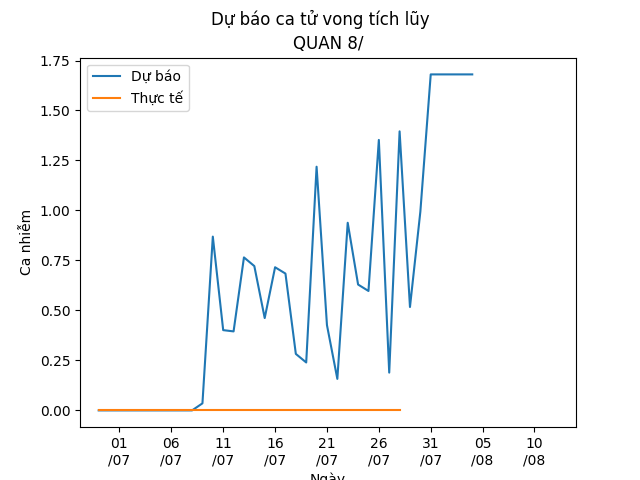 Dự báo ca tử vong tích lũy
QUAN 8/
Ca nhiễm
1.75
1.50
1.25
1.00
0.75
0.50
0.25
0.00
Dự báo
Thực tế
01 06 11 16 21 26 31 05 10
/07 /07 /07 /07 /07 /07 /07 /08 /08
Ngày